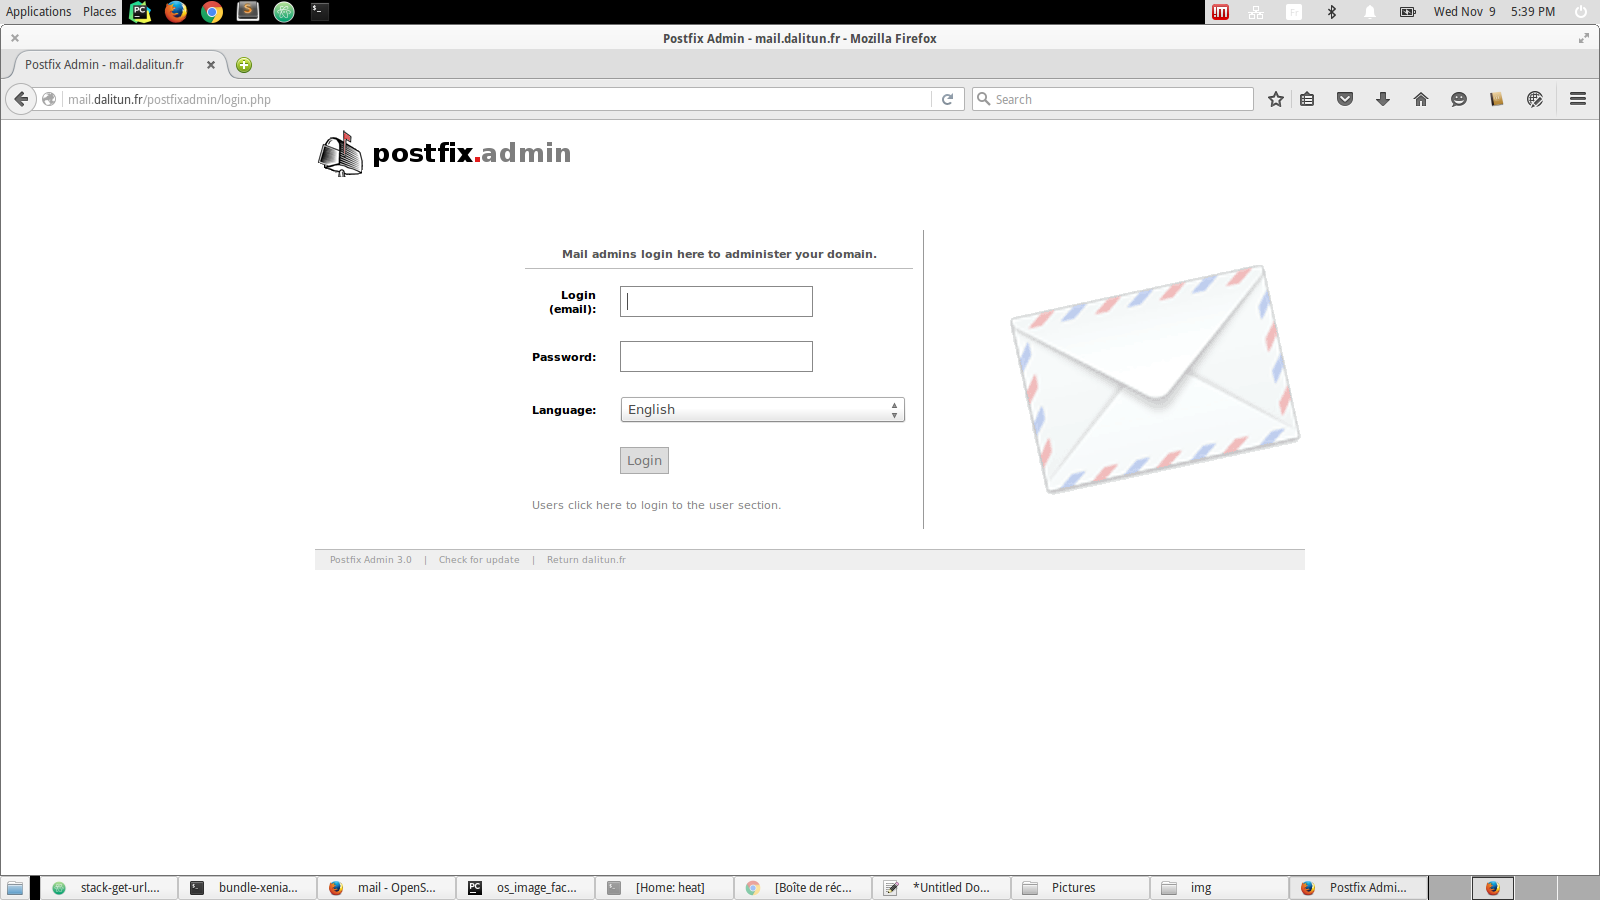 Applications Places Wed Nov 9 5:39 PM
Postfix Admin - mail.dalitun.fr - Mozilla Firefox
Postfix Admin - mail.dalitun.fr
mail.dalitun.fr/postfixadmin/login.php Search
postfix.admin
Mail admins login here to administer your domain.
Login
(email):
Password:
Language: English
Login
Users click here to login to the user section.
Postfix Admin 3.0 | Check for update | Return dalitun.fr
stack-get-url.... bundle-xenia... mail - OpenS... os_image_fac... [Home: heat] [Boîte de réc... *Untitled Do... Pictures img Postfix Admi...